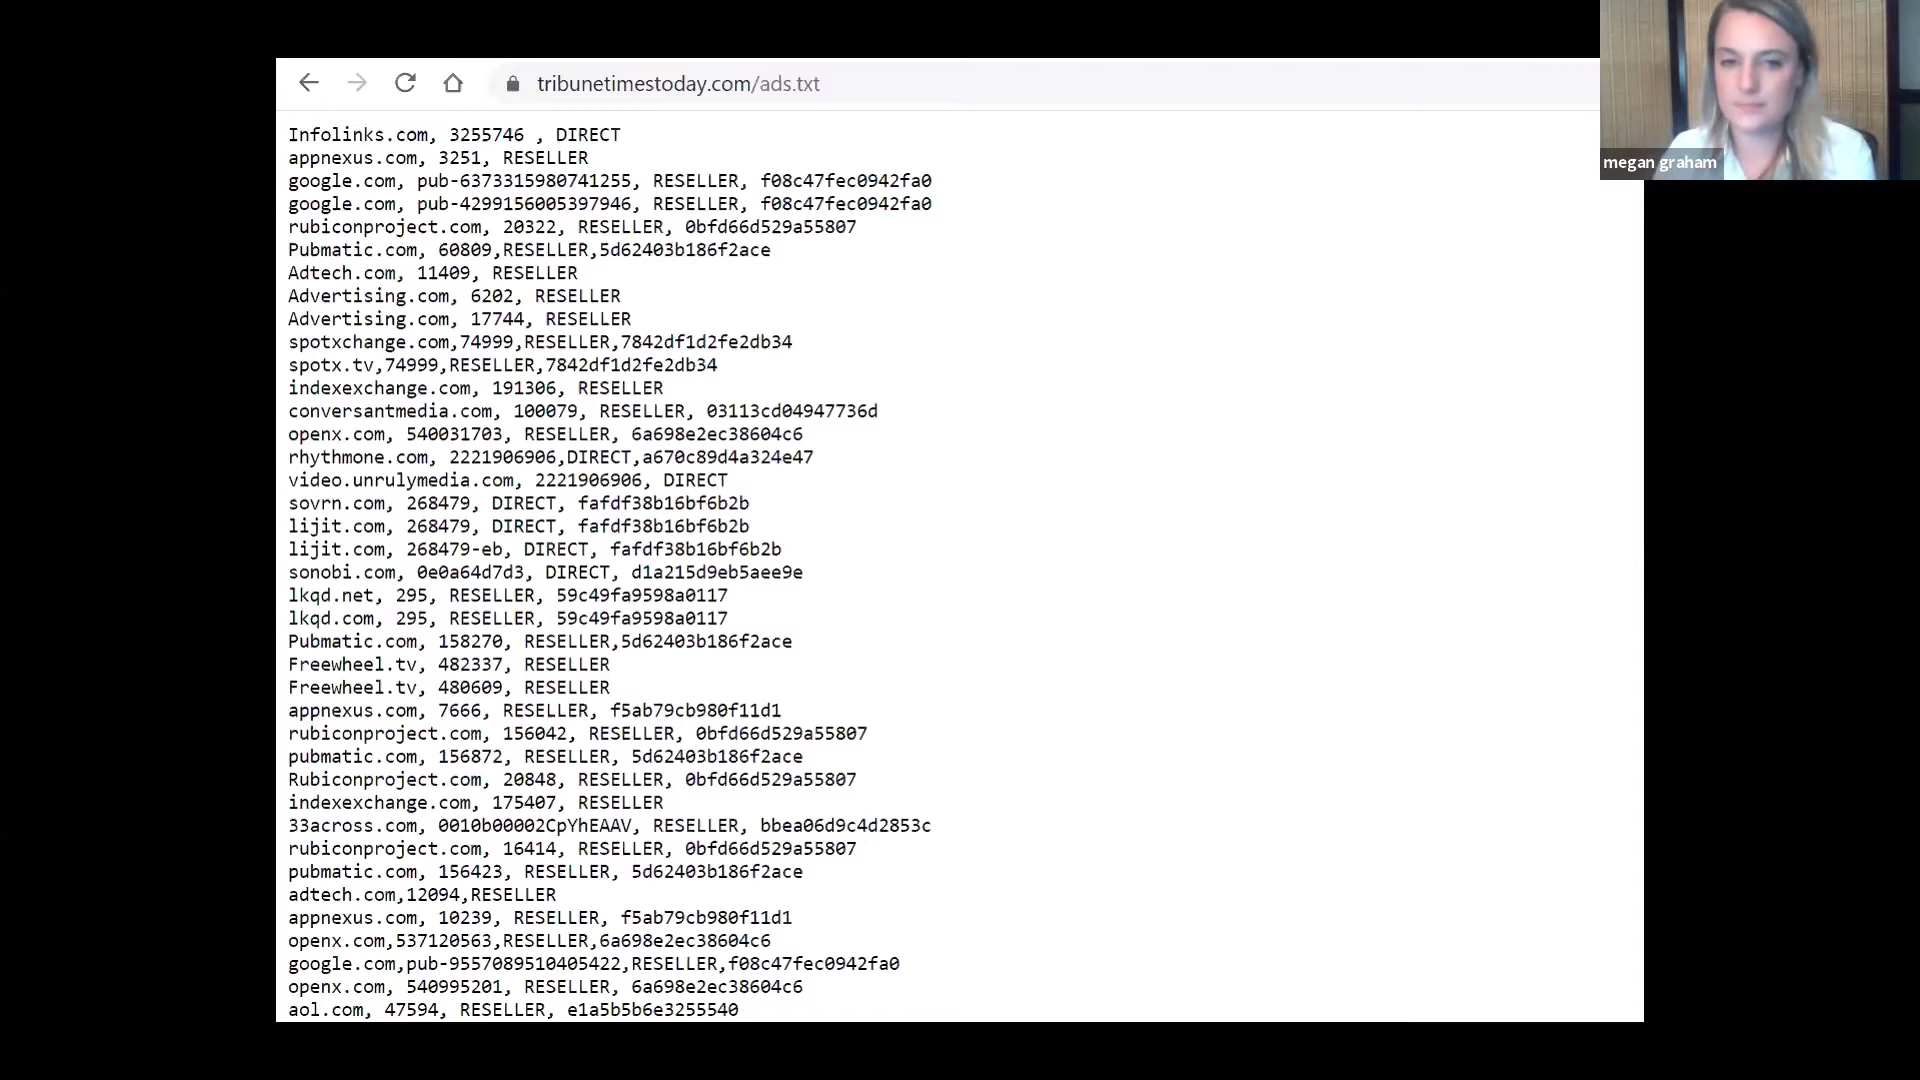 tribunetimestoday.com/ads.txt
megan graham
Infolinks.com, 3255746 , DIRECT
appnexus.com, 3251, RESELLER
google.com, pub-6373315980741255, RESELLER, f08c47fec0942fa0
google.com, pub-4299156005397946, RESELLER, f08c47fec0942fa0
rubiconproject.com, 20322, RESELLER, 0bfd66d529a55807
Pubmatic.com, 60809,RESELLER,5d62403b186f2ace
Adtech.com, 11409, RESELLER
Advertising.com, 6202, RESELLER
Advertising.com, 17744, RESELLER
spotxchange.com,74999,RESELLER,7842df1d2fe2db34
spotx.tv,74999,RESELLER,7842df1d2fe2db34
indexexchange.com, 191306, RESELLER
conversantmedia.com, 100079, RESELLER, 03113cd04947736d
openx.com, 540031703, RESELLER, 6a698e2ec38604c6
rhythmone.com, 2221906906,DIRECT,a670c89d4a324e47
video.unrulymedia.com, 2221906906, DIRECT
sovrn.com, 268479, DIRECT, fafdf38b16bf6b2b
lijit.com, 268479, DIRECT, fafdf38b16bf6b2b
lijit.com, 268479-eb, DIRECT, fafdf38b16bf6b2b
sonobi.com, 0e0a64d7d3, DIRECT, d1a215d9eb5aee9e
lkqd.net, 295, RESELLER, 59c49fa9598a0117
lkqd.com, 295, RESELLER, 59c49fa9598a0117
Pubmatic.com, 158270, RESELLER,5d62403b186f2ace
Freewheel.tv, 482337, RESELLER
Freewheel.tv, 480609, RESELLER
appnexus.com, 7666, RESELLER, f5ab79cb980f11d1
rubiconproject.com, 156042, RESELLER, 0bfd66d529a55807
pubmatic.com, 156872, RESELLER, 5d62403b186f2ace
Rubiconproject.com, 20848, RESELLER, 0bfd66d529a55807
indexexchange.com, 175407, RESELLER
33across.com, 0010b00002CpYhEAAV, RESELLER, bbea06d9c4d2853c
rubiconproject.com, 16414, RESELLER, 0bfd66d529a55807
pubmatic.com, 156423, RESELLER, 5d62403b186f2ace
adtech.com,12094,RESELLER
appnexus.com, 10239, RESELLER, f5ab79cb980f11d1
openx.com,537120563,RESELLER,6a698e2ec38604c6
google.com,pub-9557089510405422,RESELLER,f08c47fec0942fa0
openx.com, 540995201, RESELLER, 6a698e2ec38604c6
aol.com, 47594, RESELLER, e1a5b5b6e3255540